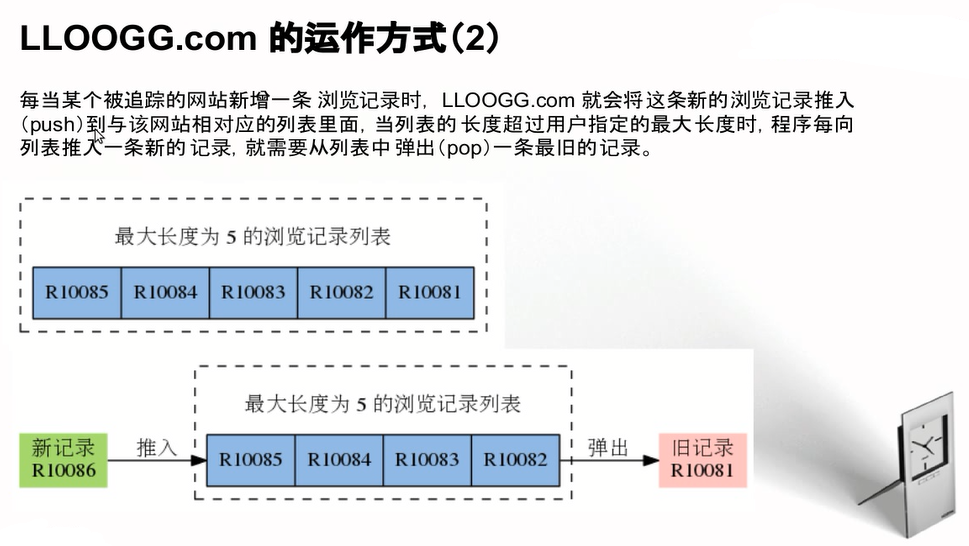 LLOOGG.com 的运作方式（2）
每当某个被追踪的网站新增一条 浏览记录时, LLOOGG.com 就会将这条新的浏览记录推入
（push）到与该网站相对应的列表里面, 当列表的长度超过用户指定的最大长度时, 程序每向
列表推入一条新的记录, 就需要从列表中弹出（pop）一条最旧的记录。
最大长度为 5 的浏览记录列表
R10085 R10084 R10083 R10082 R10081
最大长度为 5 的浏览记录列表
新记录
R10086
推入
R10085 R10084 R10083 R10082
弹出
旧记录
R10081